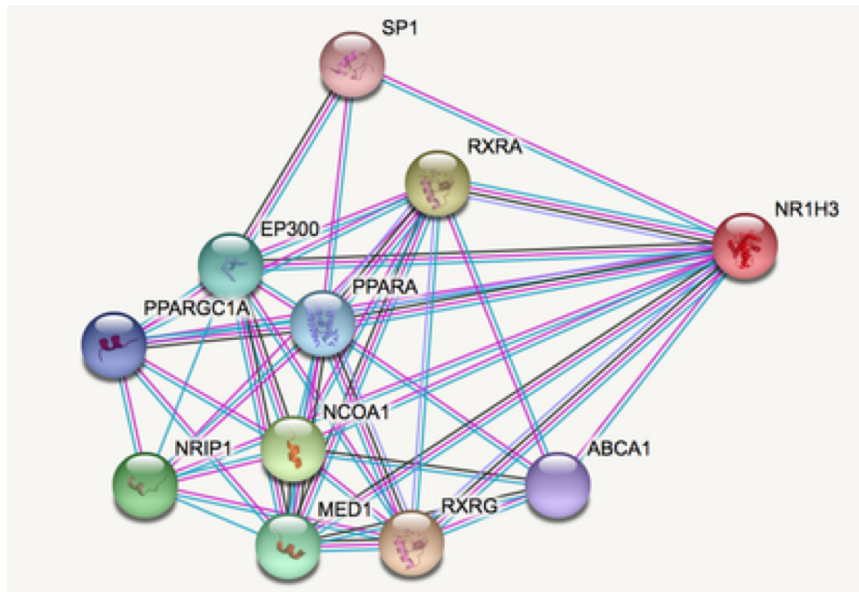 SP1
RXRA
NR1H3
EP300
PPARA
PPARGC1A
NCOA1
NRIP1
ABCA1
MED1
RXRG